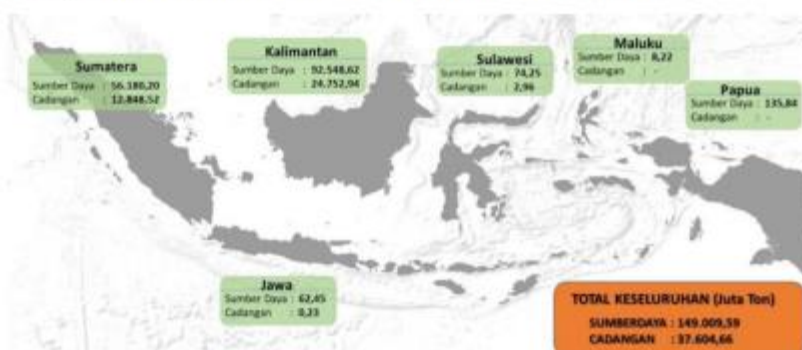 Sumatera
Sumber Daya : 56.180,20
Cadangan : 12.848,52
Kalimantan
Sumber Daya : 92.548,62
Cadangan : 24.752,94
Sulawesi
Sumber Daya : 74,25
Cadangan : 2,96
Maluku
Sumber Daya : 8,22
Cadangan : -
Papua
Sumber Daya : 135,84
Cadangan : -
Jawa
Sumber Daya : 62,45
Cadangan : 0,23
TOTAL KESELURUHAN (Juta Ton)
SUMBERDAYA : 149.009,59
CADANGAN : 37.604,66